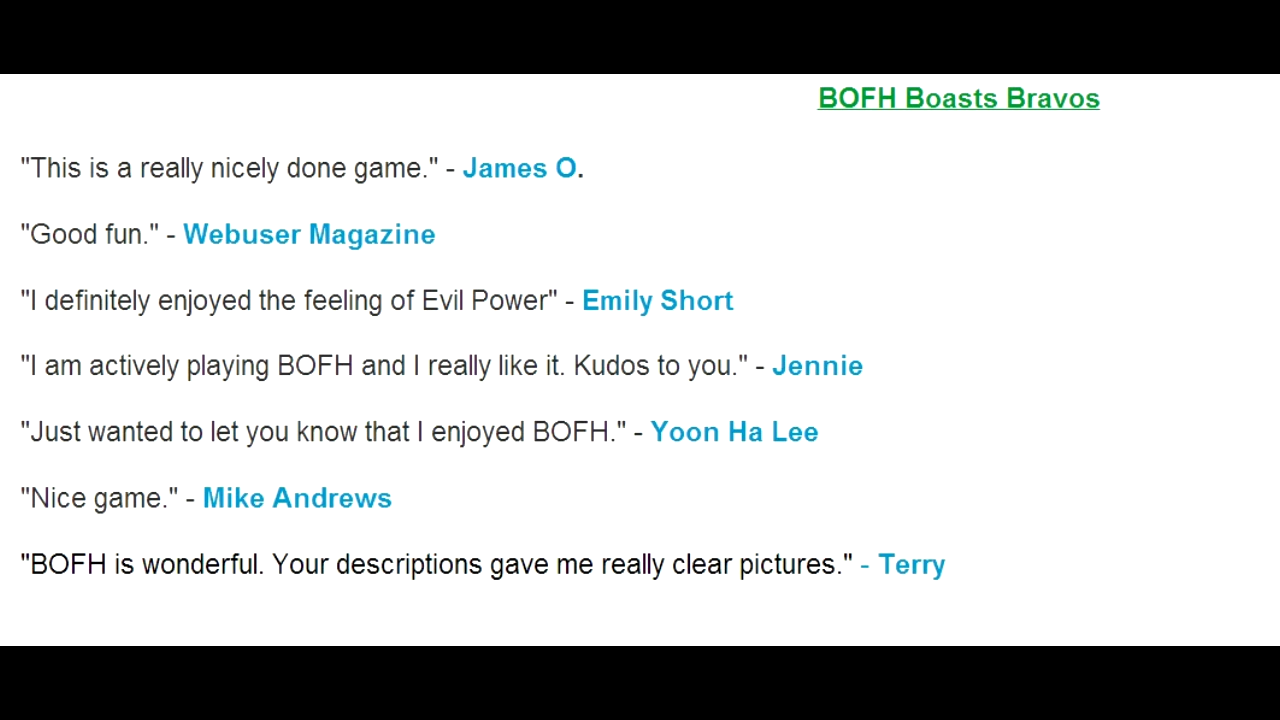 BOFH Boasts Bravos
"This is a really nicely done game." - James O.
"Good fun." - Webuser Magazine
"I definitely enjoyed the feeling of Evil Power" - Emily Short
"I am actively playing BOFH and I really like it. Kudos to you." - Jennie
"Just wanted to let you know that I enjoyed BOFH." - Yoon Ha Lee
"Nice game." - Mike Andrews
"BOFH is wonderful. Your descriptions gave me really clear pictures." - Terry